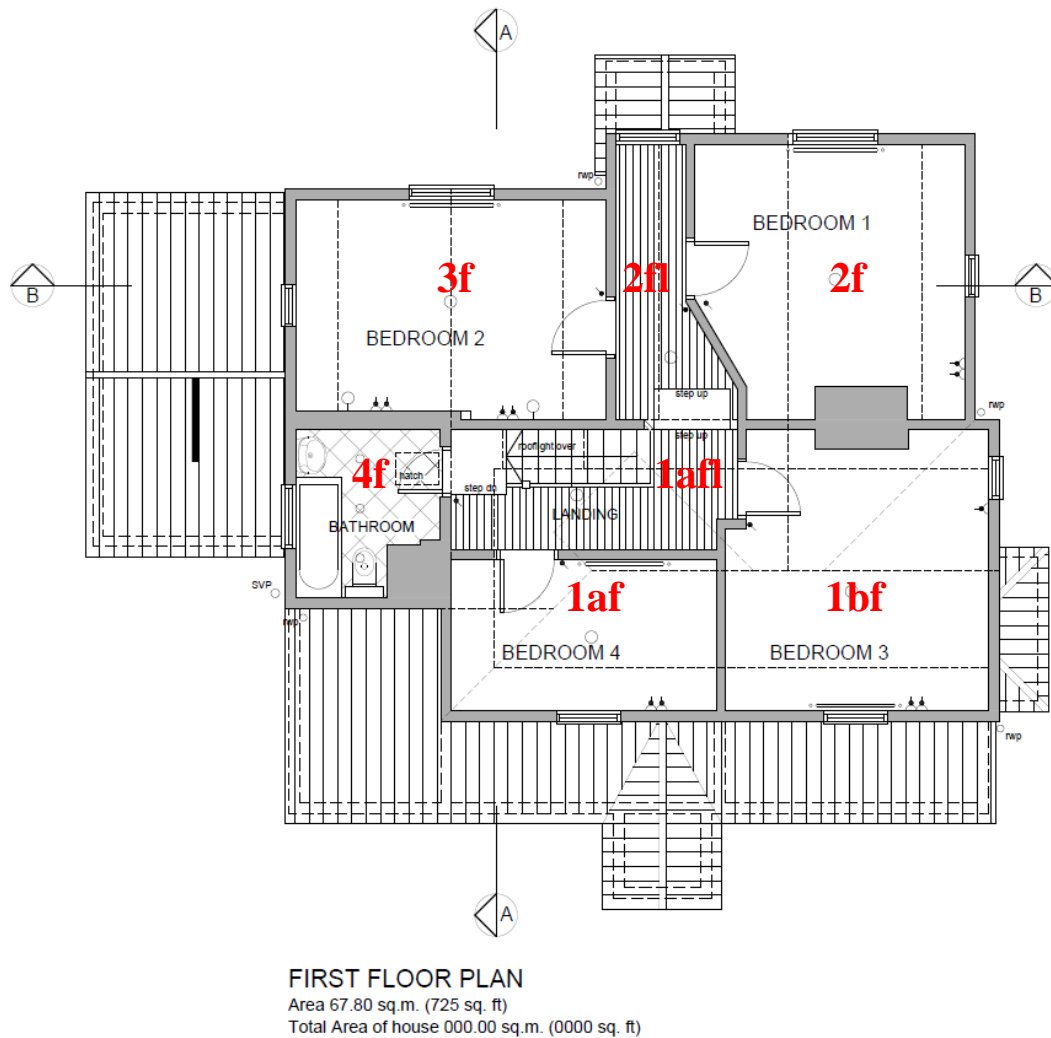 A
rwp
BEDROOM 1
3f
2fl
2f
B
B
BEDROOM 2
step up
rwp
step up
rooflight over
4f
hatch
1afl
step dn
LANDING
BATHROOM
SVP
1af
1bf
rwp
BEDROOM 4
BEDROOM 3
rwp
A
FIRST FLOOR PLAN
Area 67.80 sq.m. (725 sq. ft)
Total Area of house 000.00 sq.m. (0000 sq. ft)